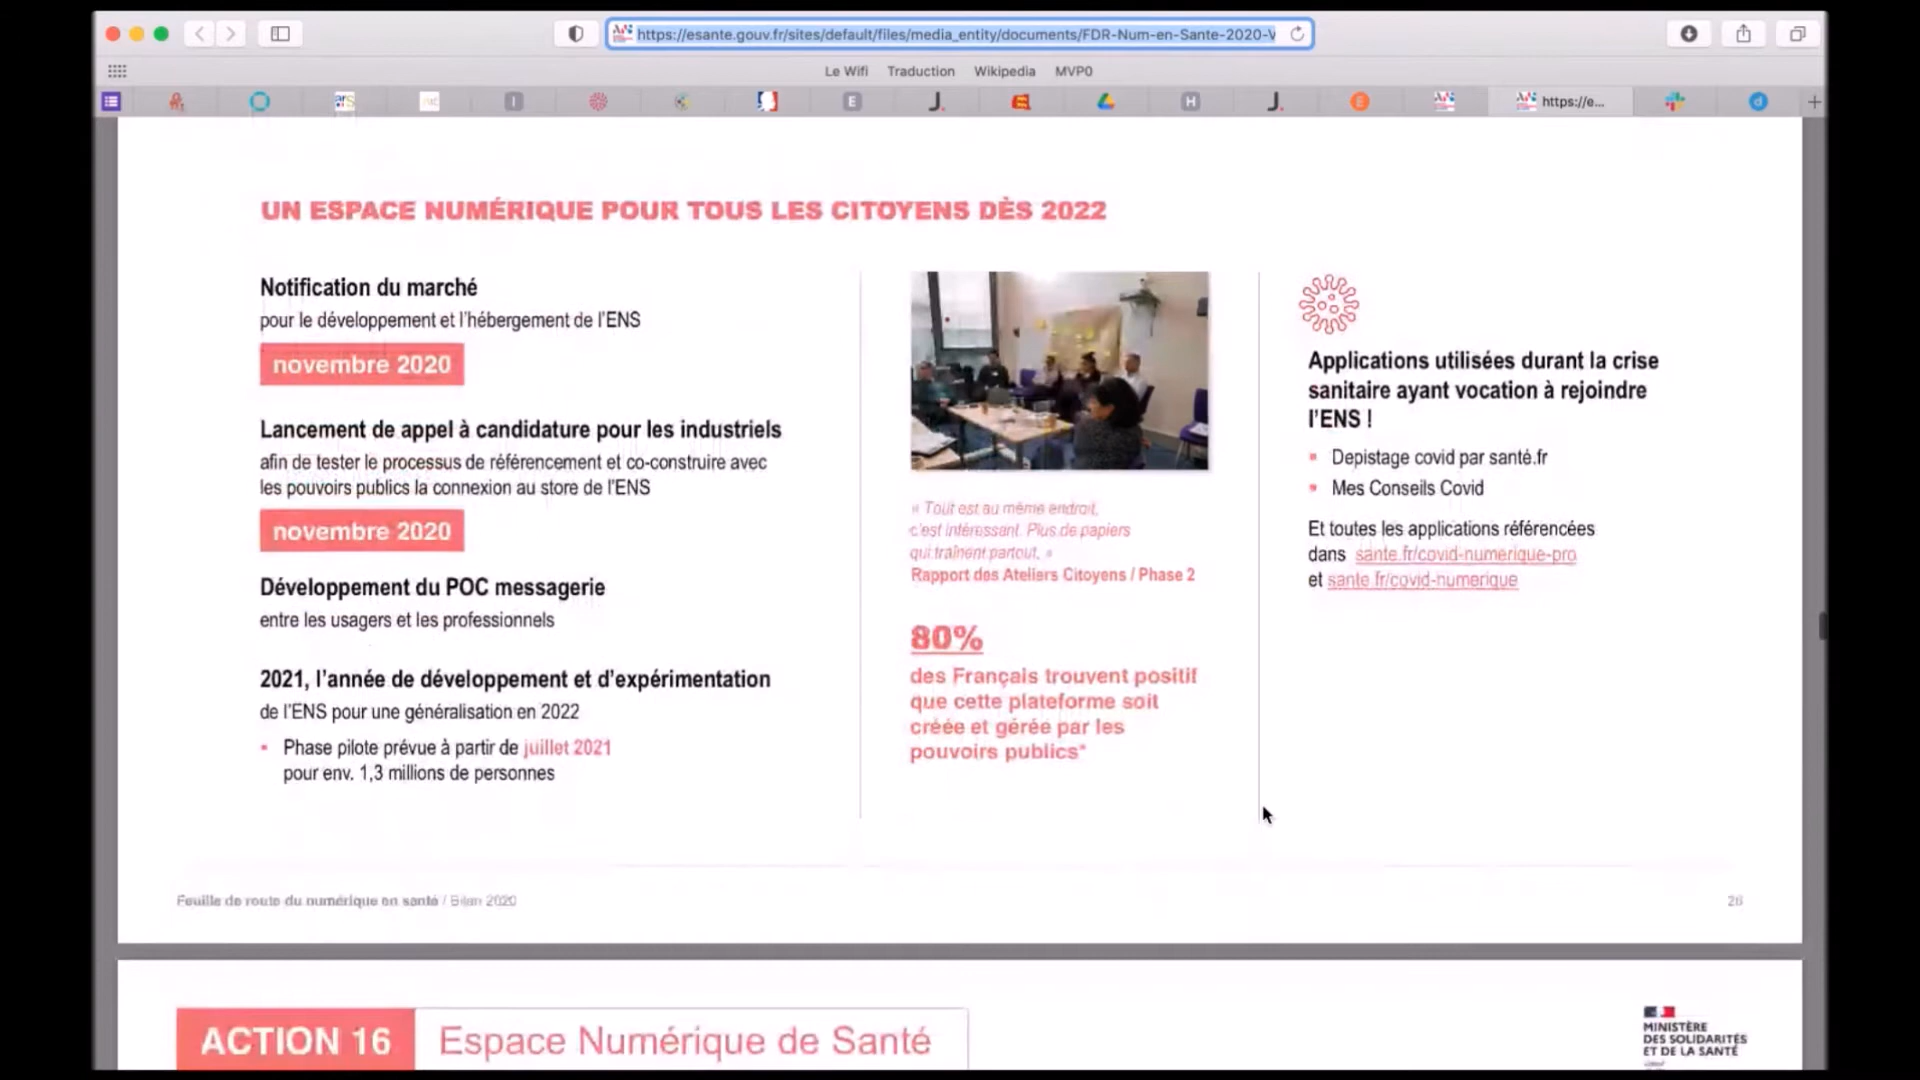 https://esante.gouv.fr/sites/default/files/media_entity/documents/FDR-Num-en-Sante-2020-V
Le Wifi Traduction Wikipedia MVP0
ars I E J. H J. E https://e... d
UN ESPACE NUMÉRIQUE POUR TOUS LES CITOYENS DÈS 2022
Notification du marché
pour le développement et l'hébergement de l'ENS
novembre 2020
Lancement de appel à candidature pour les industriels
afin de tester le processus de référencement et co-construire avec
les pouvoirs publics la connexion au store de l'ENS
novembre 2020
Développement du POC messagerie
entre les usagers et les professionnels
2021, l'année de développement et d'expérimentation
de l'ENS pour une généralisation en 2022
▪ Phase pilote prévue à partir de juillet 2021
pour env. 1,3 millions de personnes
« Tout est au même endroit,
c'est intéressant. Plus de papiers
qui traînent partout. »
Rapport des Ateliers Citoyens / Phase 2
80%
des Français trouvent positif
que cette plateforme soit
créée et gérée par les
pouvoirs publics*
Applications utilisées durant la crise
sanitaire ayant vocation à rejoindre
l'ENS !
▪ Depistage covid par santé.fr
▪ Mes Conseils Covid
Et toutes les applications référencées
dans sante.fr/covid-numerique-pro
et sante.fr/covid-numerique
Feuille de route du numérique en santé / Bilan 2020
26
ACTION 16 Espace Numérique de Santé
MINISTÈRE
DES SOLIDARITÉS
ET DE LA SANTÉ